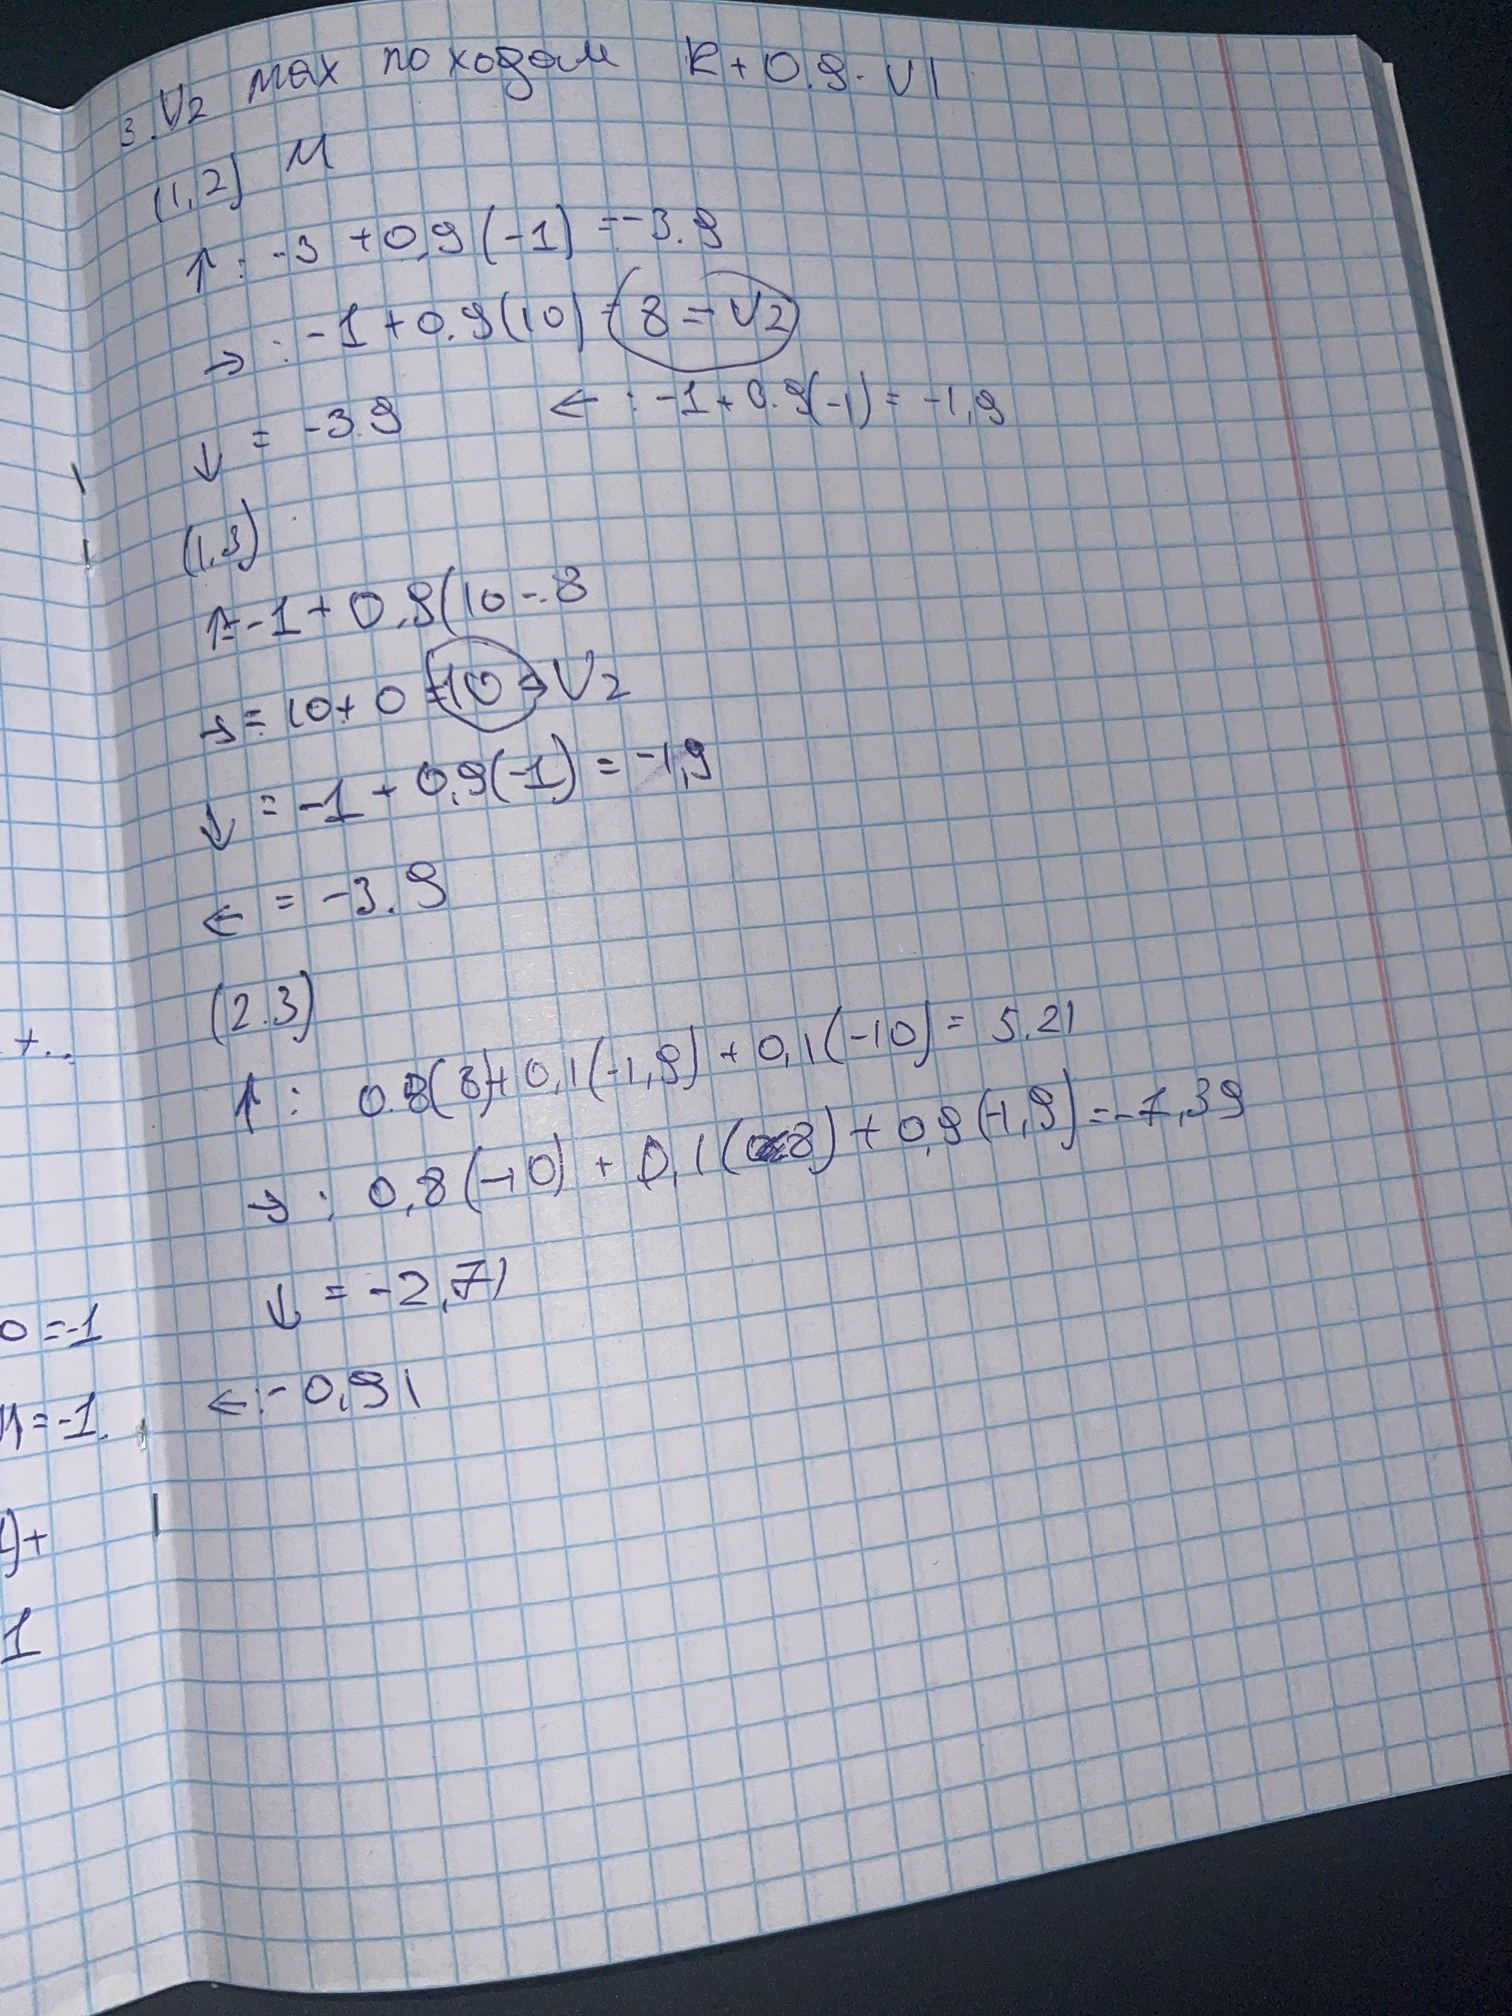 3. V2 max по ходам R + 0.9 · V1
(1,2) М
↑ : -3 + 0,9 (-1) = -3.9
→ : -1 + 0.9 (10) = 8 = V2
↓ = -3.9 ← : -1 + 0.9(-1) = -1,9
(1.3)
↑ = -1 + 0.9(10 - . 8
→ = 10 + 0 = 10 = V2
↓ = -1 + 0,9(-1) = -1,9
← = -3.9
(2.3)
+...
↑ : 0.8(8) + 0,1(-1,9) + 0,1(-10) = 5.21
→ : 0,8(-10) + 0,1(8) + 0,9(-1,9) = -7,39
↓ = -2,71
0 = -1
← : -0,91
= -1.
)+
1